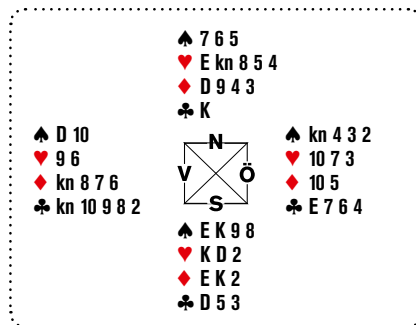 ♠ 7 6 5
♥ E kn 8 5 4
♦ D 9 4 3
♣ K
♠ D 10
♥ 9 6
♦ kn 8 7 6
♣ kn 10 9 8 2
N
V Ö
S
♠ kn 4 3 2
♥ 10 7 3
♦ 10 5
♣ E 7 6 4
♠ E K 9 8
♥ K D 2
♦ E K 2
♣ D 5 3